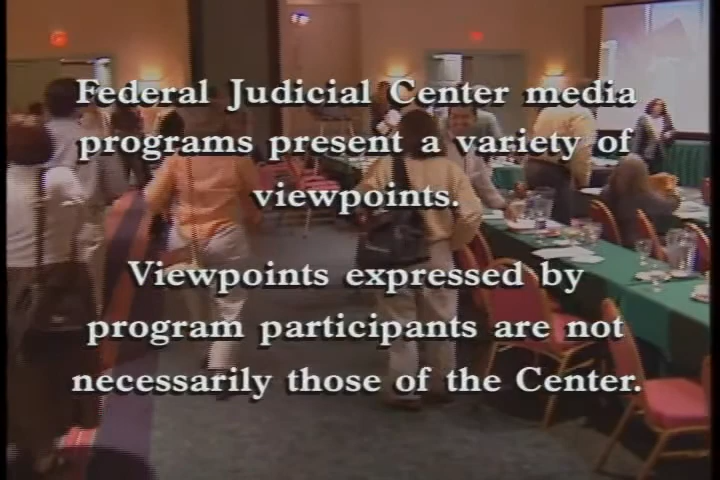 Federal Judicial Center media
programs present a variety of
viewpoints.
Viewpoints expressed by
program participants are not
necessarily those of the Center.